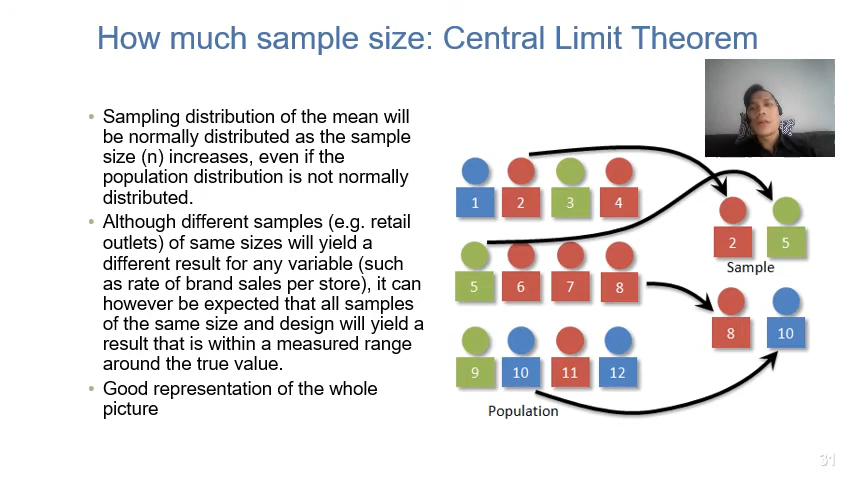 How much sample size: Central Limit Theorem
• Sampling distribution of the mean will
be normally distributed as the sample
size (n) increases, even if the
population distribution is not normally
distributed.
• Although different samples (e.g. retail
outlets) of same sizes will yield a
different result for any variable (such
as rate of brand sales per store), it can
however be expected that all samples
of the same size and design will yield a
result that is within a measured range
around the true value.
• Good representation of the whole
picture
1 2 3 4
5 6 7 8
9 10 11 12
Population
2 5
Sample
8 10
31